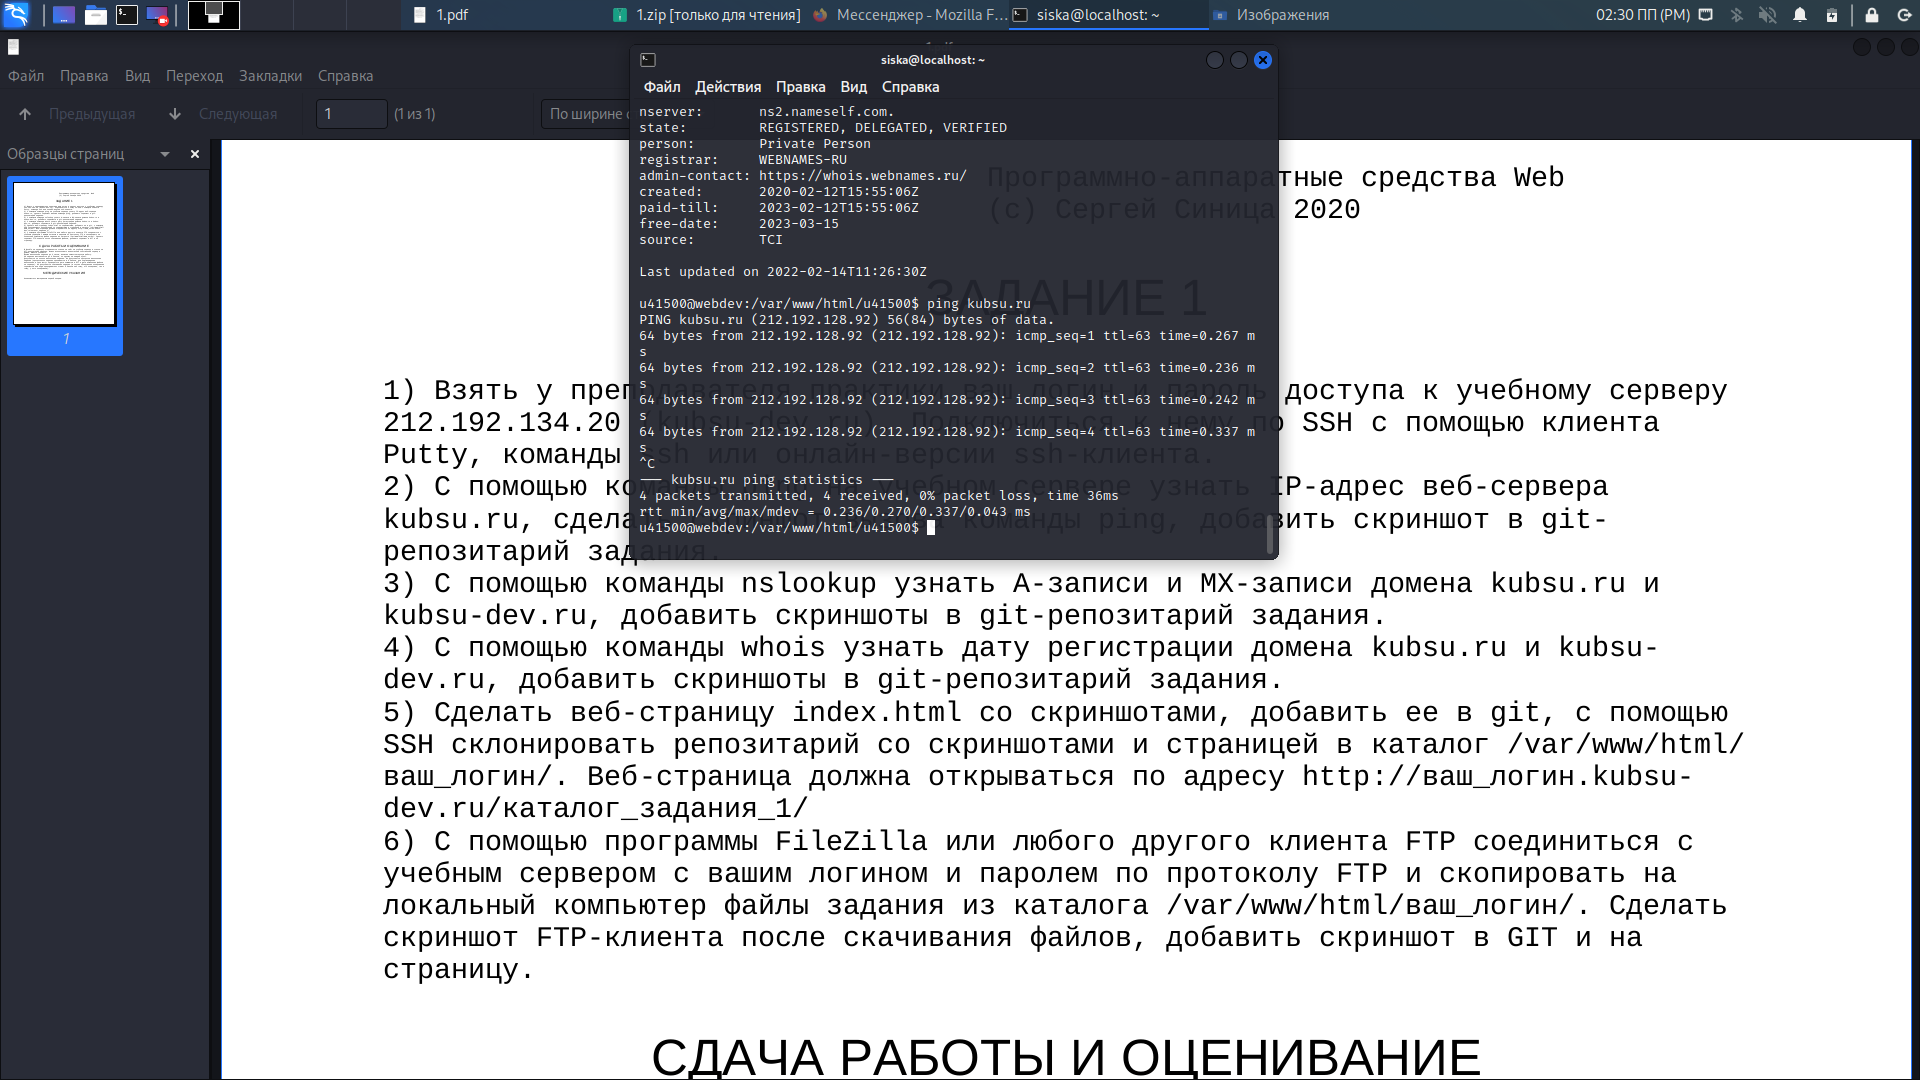 1.pdf
1.zip [только для чтения]
Мессенджер - Mozilla F...
siska@localhost: ~
Изображения
02:30 ПП (PM)
Файл Правка Вид Переход Закладки Справка
Предыдущая Следующая 1 (1 из 1) По ширине
Образцы страниц
1
siska@localhost: ~
Файл Действия Правка Вид Справка
nserver: ns2.nameself.com.
state: REGISTERED, DELEGATED, VERIFIED
person: Private Person
registrar: WEBNAMES-RU
admin-contact: https://whois.webnames.ru/
created: 2020-02-12T15:55:06Z
paid-till: 2023-02-12T15:55:06Z
free-date: 2023-03-15
source: TCI
Last updated on 2022-02-14T11:26:30Z
u41500@webdev:/var/www/html/u41500$ ping kubsu.ru
PING kubsu.ru (212.192.128.92) 56(84) bytes of data.
64 bytes from 212.192.128.92 (212.192.128.92): icmp_seq=1 ttl=63 time=0.267 m
s
64 bytes from 212.192.128.92 (212.192.128.92): icmp_seq=2 ttl=63 time=0.236 m
s
64 bytes from 212.192.128.92 (212.192.128.92): icmp_seq=3 ttl=63 time=0.242 m
s
64 bytes from 212.192.128.92 (212.192.128.92): icmp_seq=4 ttl=63 time=0.337 m
s
^C
--- kubsu.ru ping statistics ---
4 packets transmitted, 4 received, 0% packet loss, time 36ms
rtt min/avg/max/mdev = 0.236/0.270/0.337/0.043 ms
u41500@webdev:/var/www/html/u41500$
Программно-аппаратные средства Web
(c) Сергей Синица 2020
ЗАДАНИЕ 1
1) Взять у преподавателя практики ваш логин и пароль доступа к учебному серверу
212.192.134.20 (kubsu-dev.ru). Подключиться к нему по SSH с помощью клиента
Putty, команды ssh или онлайн-версии ssh-клиента.
2) С помощью команды ping на учебном сервере узнать IP-адрес веб-сервера
kubsu.ru, сделать скриншот команды ping, добавить скриншот в git-
репозитарий задания.
3) С помощью команды nslookup узнать А-записи и MX-записи домена kubsu.ru и
kubsu-dev.ru, добавить скриншоты в git-репозитарий задания.
4) С помощью команды whois узнать дату регистрации домена kubsu.ru и kubsu-
dev.ru, добавить скриншоты в git-репозитарий задания.
5) Сделать веб-страницу index.html со скриншотами, добавить ее в git, с помощью
SSH склонировать репозитарий со скриншотами и страницей в каталог /var/www/html/
ваш_логин/. Веб-страница должна открываться по адресу http://ваш_логин.kubsu-
dev.ru/каталог_задания_1/
6) С помощью программы FileZilla или любого другого клиента FTP соединиться с
учебным сервером с вашим логином и паролем по протоколу FTP и скопировать на
локальный компьютер файлы задания из каталога /var/www/html/ваш_логин/. Сделать
скриншот FTP-клиента после скачивания файлов, добавить скриншот в GIT и на
страницу.
СДАЧА РАБОТЫ И ОЦЕНИВАНИЕ